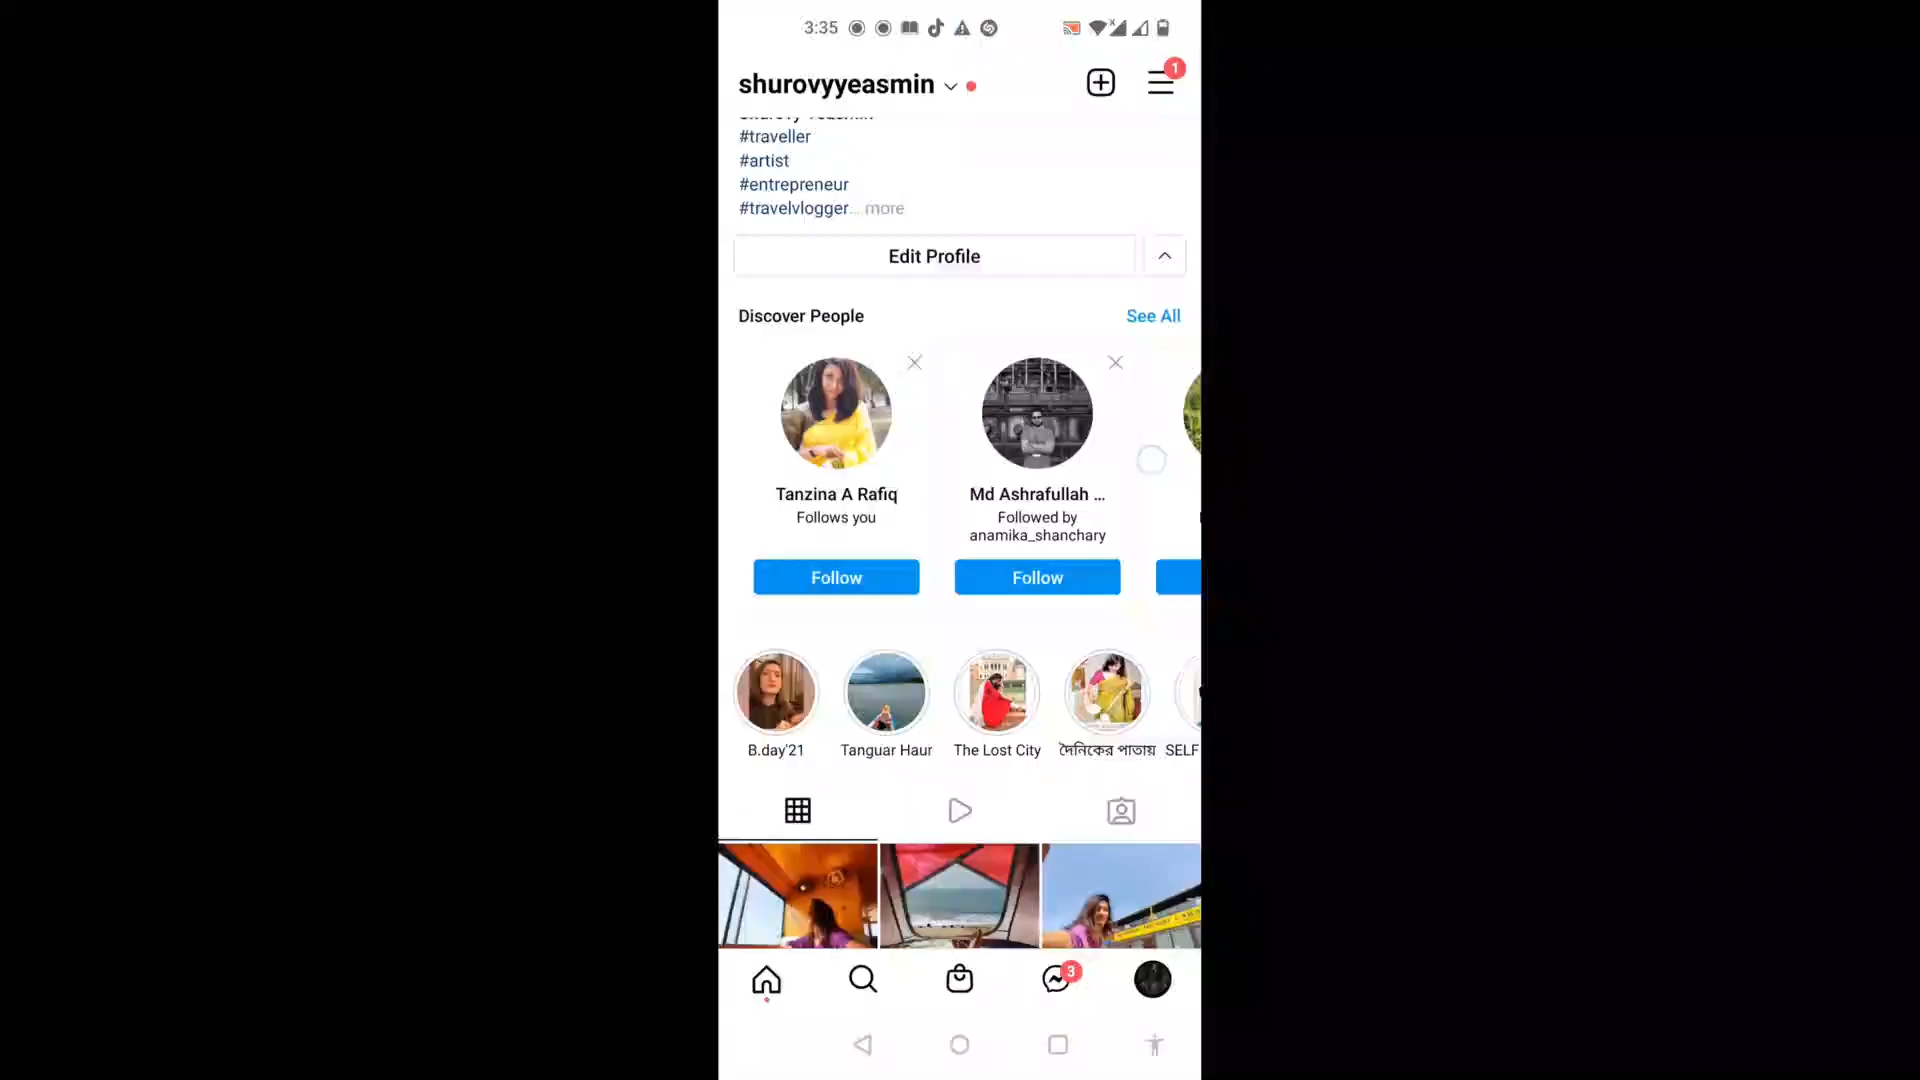 3:35
shurovyyeasmin
1
#traveller
#artist
#entrepreneur
#travelvlogger... more
Edit Profile
Discover People
See All
Tanzina A Rafiq
Follows you
Follow
Md Ashrafullah ...
Followed by
anamika_shanchary
Follow
B.day'21
Tanguar Haur
The Lost City
দৈনিকের পাতায়
SELF
3